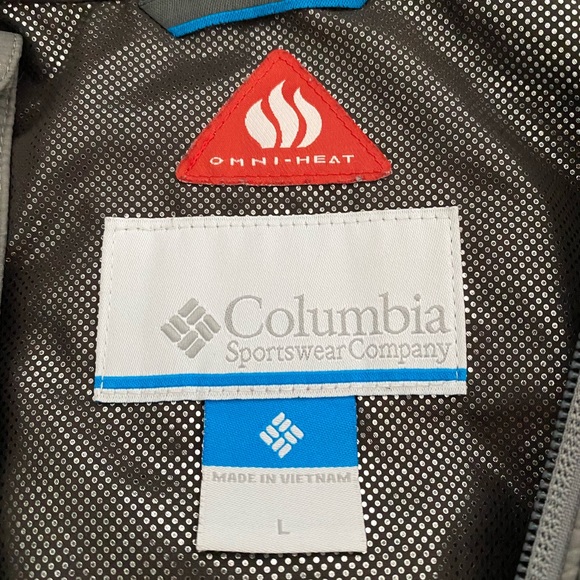 OMNI-HEAT
Columbia
Sportswear Company
MADE IN VIETNAM
L